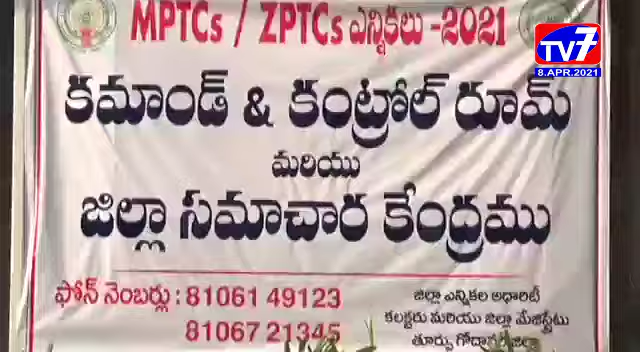 MPTCs / ZPTCs ఎన్నికలు -2021
TV7
8.APR.2021
కమాండ్ & కంట్రోల్ రూమ్
మరియు
జిల్లా సమాచార కేంద్రము
ఫోన్ నెంబర్లు : 81061 49123
81067 21345
జిల్లా ఎన్నికల అధారిటీ
కలక్టరు మరియు జిల్లా మేజిస్ట్రేటు
తూర్పు గోదావరి జిల్లా